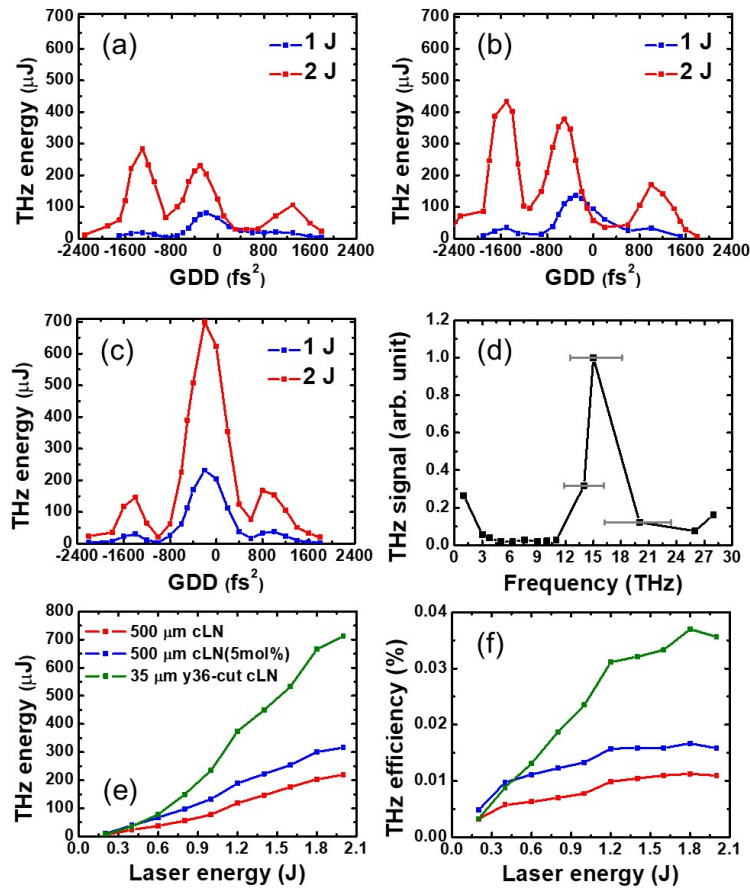 (a)
1 J
2 J
THz energy (μJ)
700
600
500
400
300
200
100
0
-2400 -1600 -800 0 800 1600 2400
GDD (fs²)
(b)
1 J
2 J
THz energy (μJ)
700
600
500
400
300
200
100
0
-2400 -1600 -800 0 800 1600 2400
GDD (fs²)
(c)
1 J
2 J
THz energy (μJ)
700
600
500
400
300
200
100
0
-2400 -1600 -800 0 800 1600 2400
GDD (fs²)
(d)
THz signal (arb. unit)
1.2
1.0
0.8
0.6
0.4
0.2
0.0
0 3 6 9 12 15 18 21 24 27 30
Frequency (THz)
500 μm cLN
500 μm cLN(5mol%)
35 μm y36-cut cLN
(e)
THz energy (μJ)
800
700
600
500
400
300
200
100
0
0.0 0.3 0.6 0.9 1.2 1.5 1.8 2.1
Laser energy (J)
(f)
THz efficiency (%)
0.04
0.03
0.02
0.01
0.00
0.0 0.3 0.6 0.9 1.2 1.5 1.8 2.1
Laser energy (J)